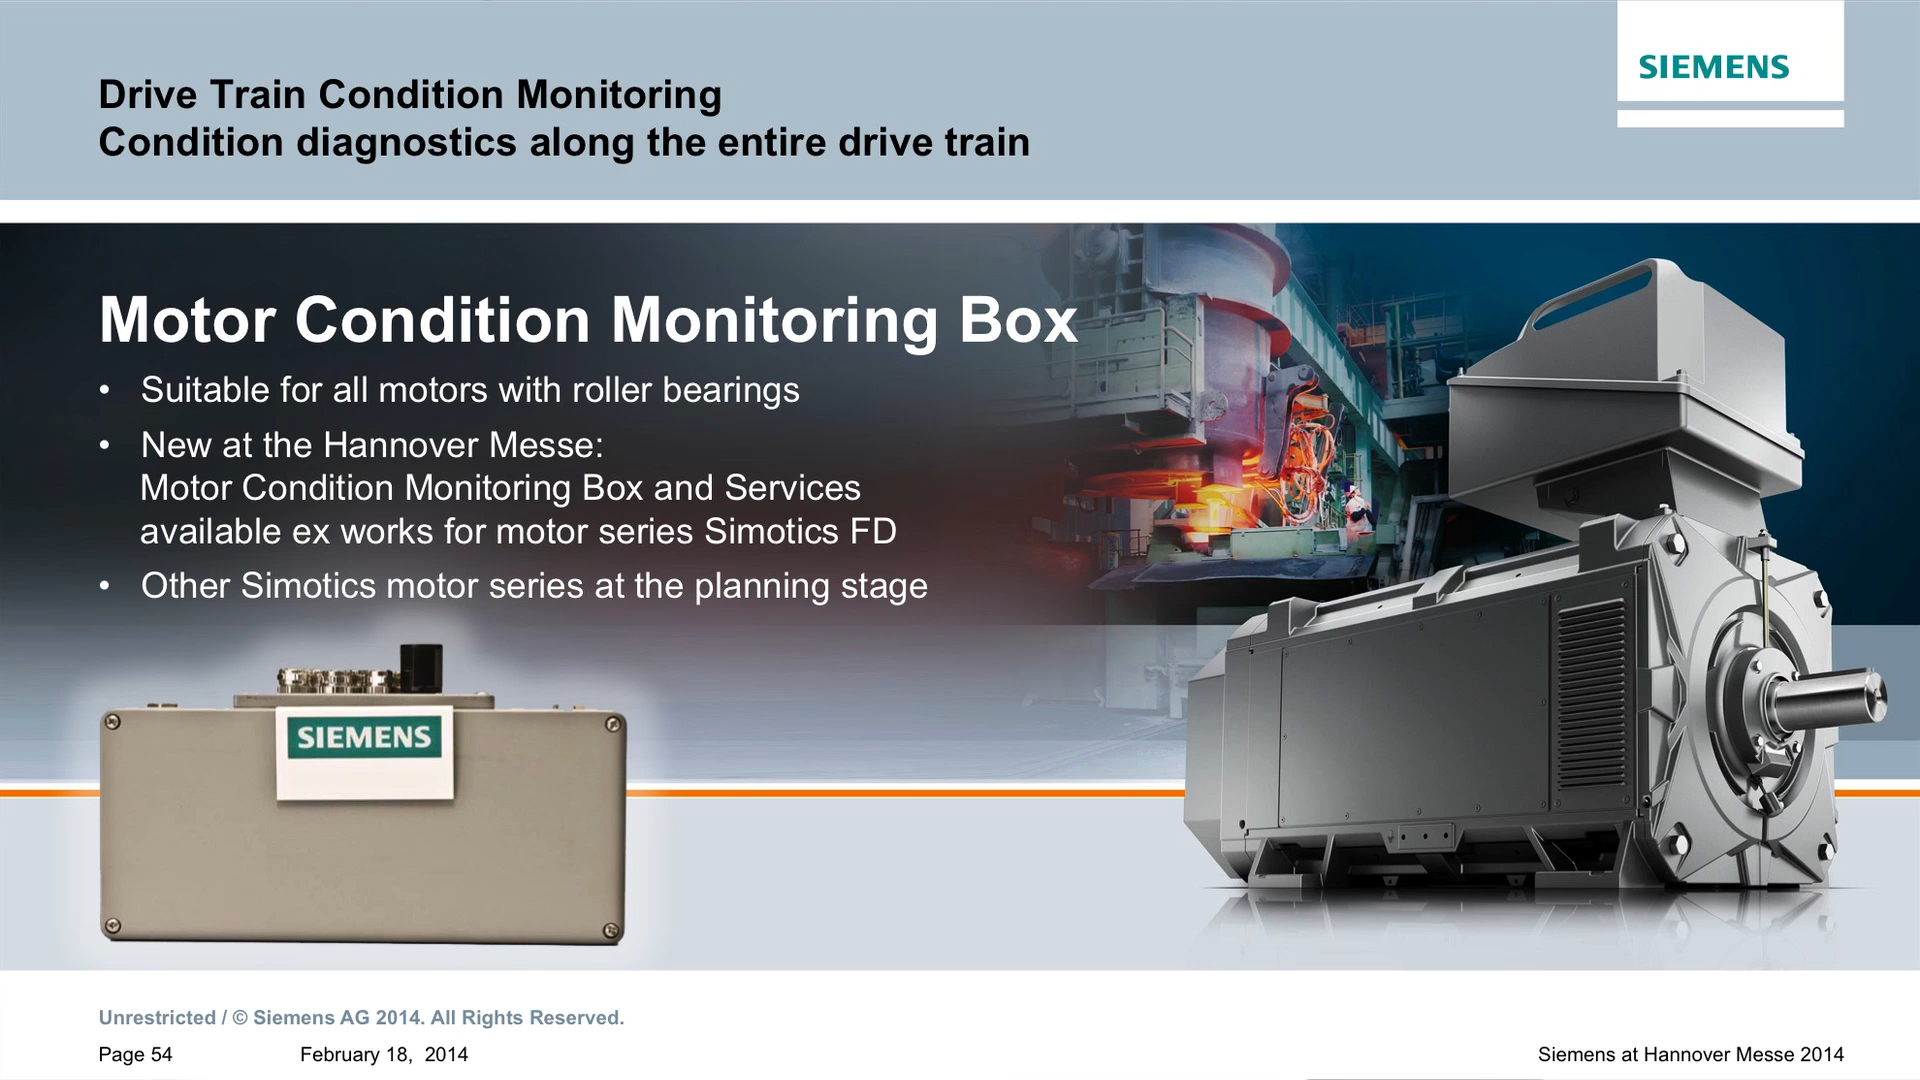 Drive Train Condition Monitoring
Condition diagnostics along the entire drive train
SIEMENS
Motor Condition Monitoring Box
• Suitable for all motors with roller bearings
• New at the Hannover Messe:
Motor Condition Monitoring Box and Services
available ex works for motor series Simotics FD
• Other Simotics motor series at the planning stage
SIEMENS
Unrestricted / © Siemens AG 2014. All Rights Reserved.
Page 54 February 18, 2014 Siemens at Hannover Messe 2014